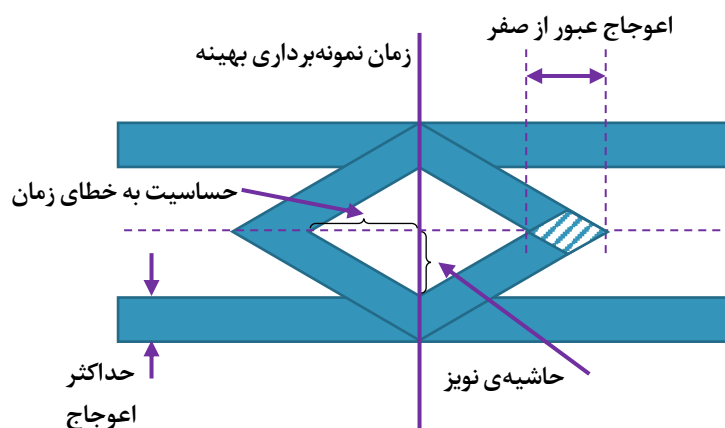 اعوجاج عبور از صفر
زمان نمونه‌برداری بهینه
حساسیت به خطای زمان
حاشیه‌ی نویز
حداکثر
اعوجاج